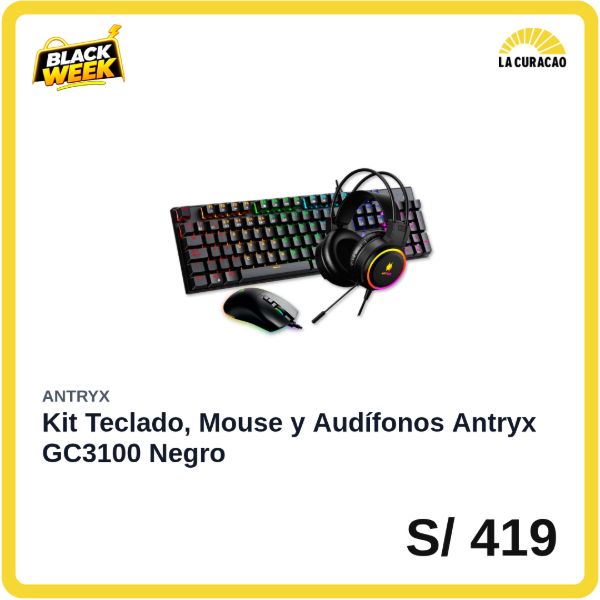 BLACK
WEEK
LA CURACAO
ANTRYX
Kit Teclado, Mouse y Audífonos Antryx
GC3100 Negro
S/ 419